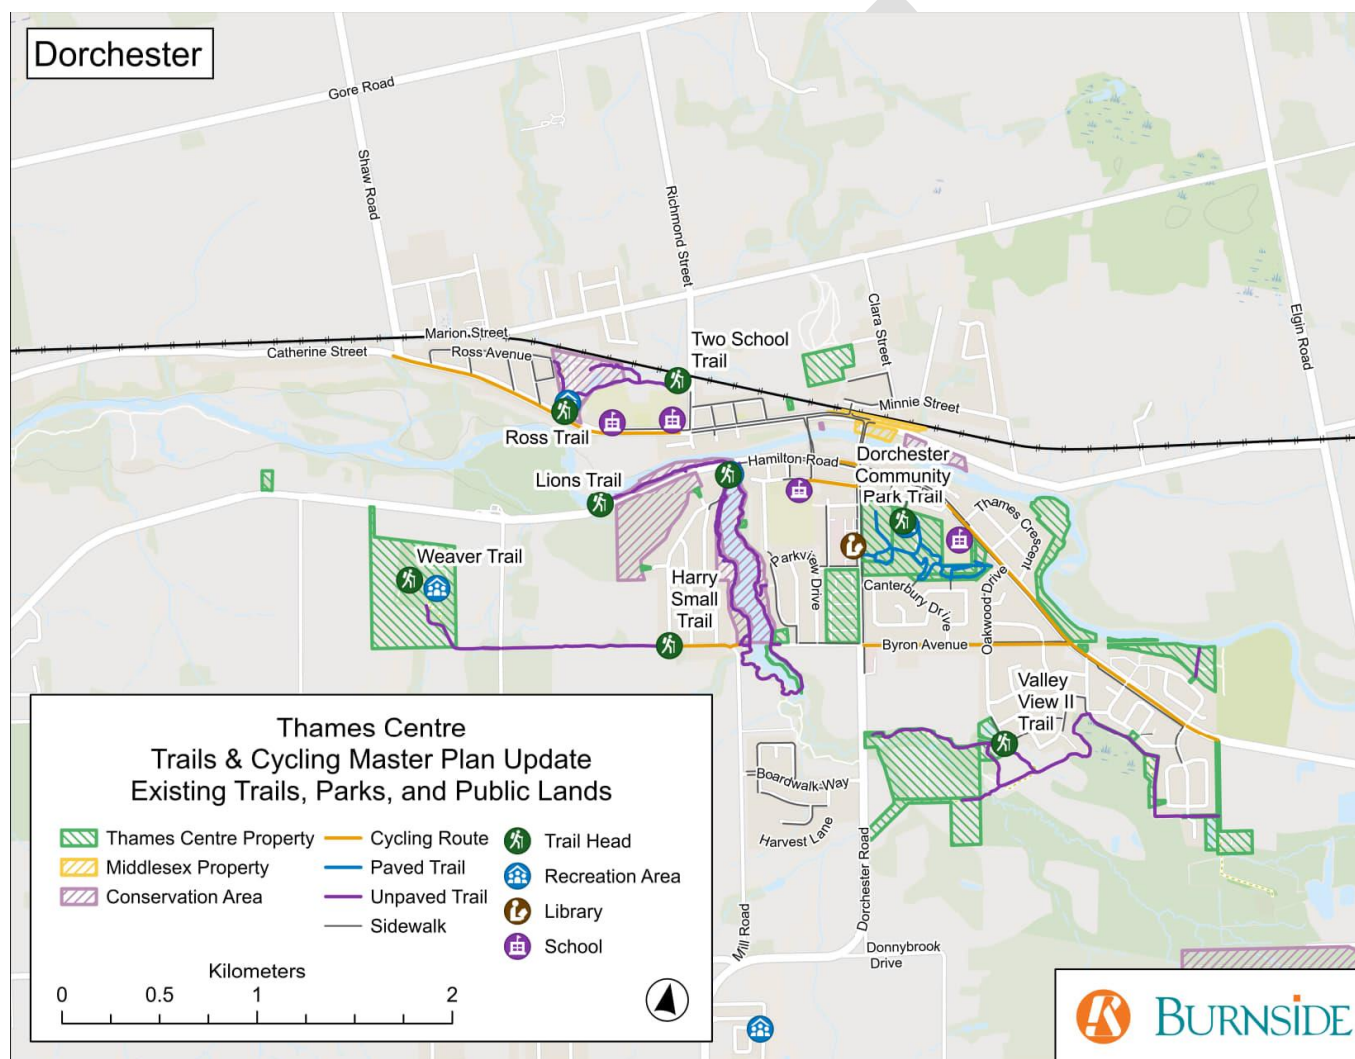 Dorchester
Gore Road
Shaw Road
Richmond Street
Clara Street
Elgin Road
Marion Street
Catherine Street
Ross Avenue
Two School
Trail
Minnie Street
Ross Trail
Hamilton Road
Dorchester
Community
Park Trail
Lions Trail
Thames Crescent
Weaver Trail
Harry
Small
Trail
Parkview Drive
Canterbury Drive
Oakwood Drive
Byron Avenue
Valley
View II
Trail
Boardwalk Way
Harvest Lane
Dorchester Road
Mill Road
Donnybrook
Drive
Thames Centre
Trails & Cycling Master Plan Update
Existing Trails, Parks, and Public Lands
Thames Centre Property
Middlesex Property
Conservation Area
Cycling Route
Paved Trail
Unpaved Trail
Sidewalk
Trail Head
Recreation Area
Library
School
Kilometers
0 0.5 1 2
BURNSIDE